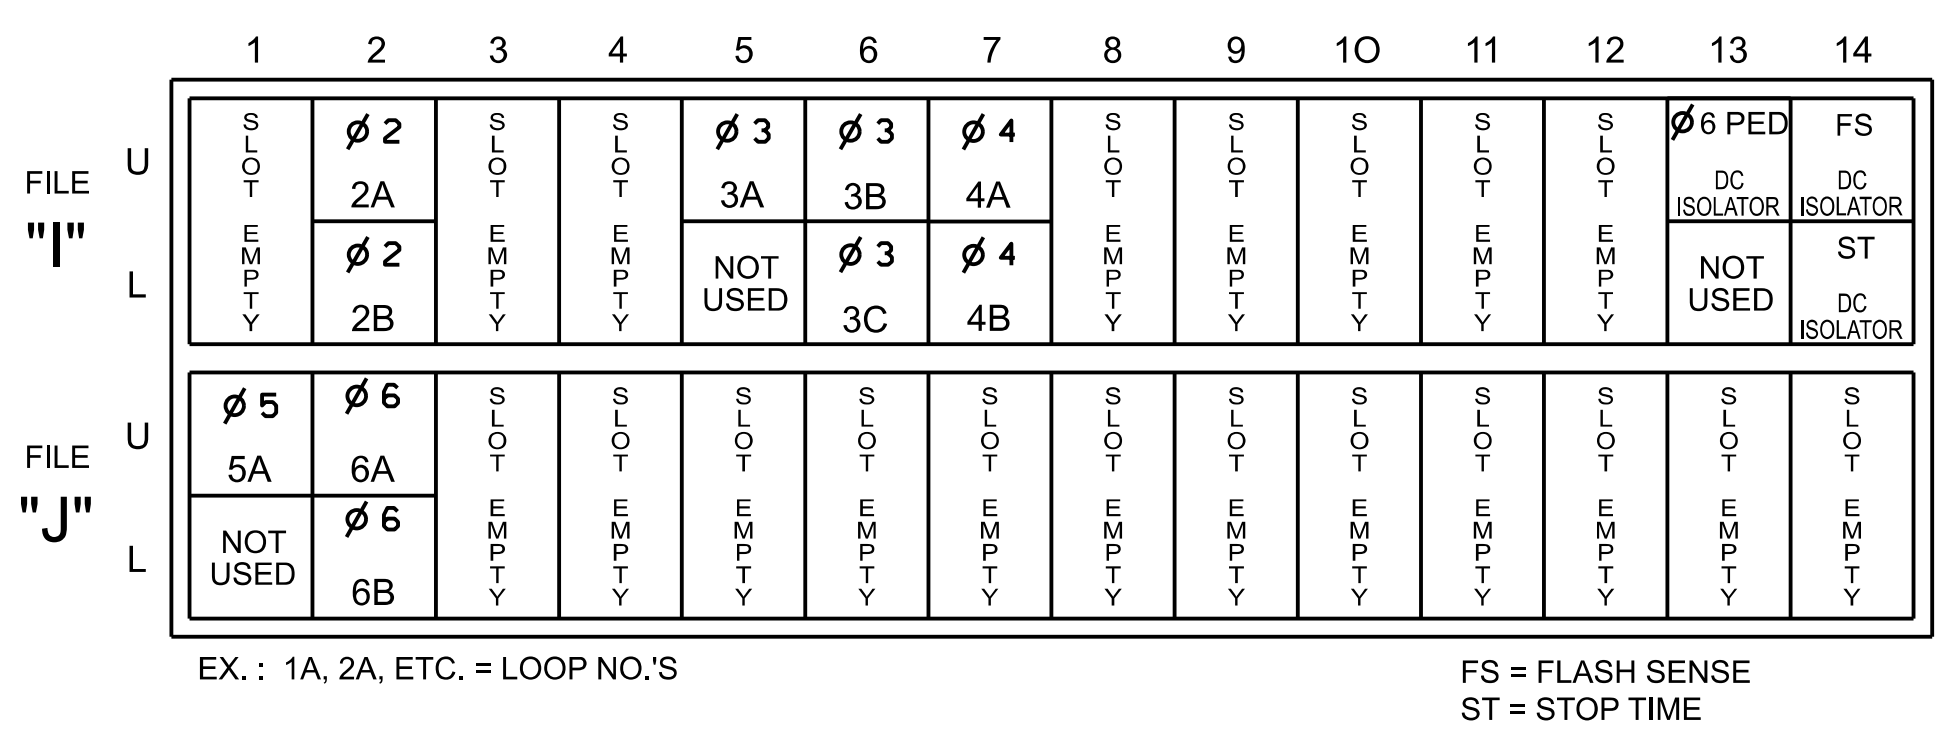 1 2 3 4 5 6 7 8 9 10 11 12 13 14
FILE "I"
U
L
SLOT EMPTY
ø 2
2A
ø 2
2B
SLOT EMPTY
SLOT EMPTY
ø 3
3A
NOT
USED
ø 3
3B
ø 3
3C
ø 4
4A
ø 4
4B
SLOT EMPTY
SLOT EMPTY
SLOT EMPTY
SLOT EMPTY
SLOT EMPTY
ø 6 PED
DC
ISOLATOR
NOT
USED
FS
DC
ISOLATOR
ST
DC
ISOLATOR
FILE "J"
U
L
ø 5
5A
NOT
USED
ø 6
6A
ø 6
6B
SLOT EMPTY
SLOT EMPTY
SLOT EMPTY
SLOT EMPTY
SLOT EMPTY
SLOT EMPTY
SLOT EMPTY
SLOT EMPTY
SLOT EMPTY
SLOT EMPTY
SLOT EMPTY
SLOT EMPTY
EX. : 1A, 2A, ETC. = LOOP NO.'S
FS = FLASH SENSE
ST = STOP TIME